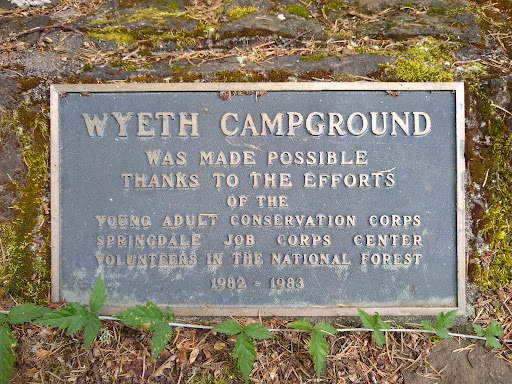 WYETH CAMPGROUND
WAS MADE POSSIBLE
THANKS TO THE EFFORTS
OF THE
YOUNG ADULT CONSERVATION CORPS
SPRINGDALE JOB CORPS CENTER
VOLUNTEERS IN THE NATIONAL FOREST
1982 - 1983